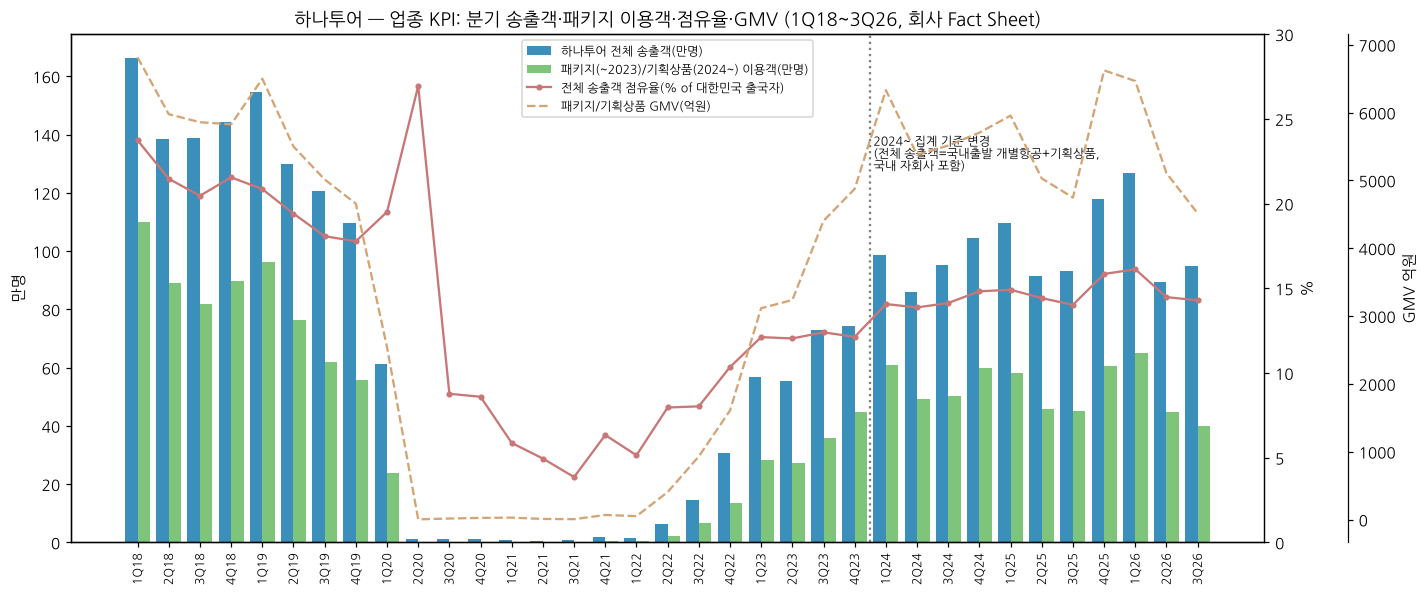 하나투어 — 업종 KPI: 분기 송출객·패키지 이용객·점유율·GMV (1Q18~3Q26, 회사 Fact Sheet)
하나투어 전체 송출객(만명)
패키지(~2023)/기획상품(2024~) 이용객(만명)
전체 송출객 점유율(% of 대한민국 출국자)
패키지/기획상품 GMV(억원)
2024~ 집계 기준 변경
(전체 송출객=국내출발 개별항공+기획상품,
국내 자회사 포함)
만명
160
140
120
100
80
60
40
20
0
30
25
20
15
10
5
0
%
7000
6000
5000
4000
3000
2000
1000
0
GMV 억원
1Q18
2Q18
3Q18
4Q18
1Q19
2Q19
3Q19
4Q19
1Q20
2Q20
3Q20
4Q20
1Q21
2Q21
3Q21
4Q21
1Q22
2Q22
3Q22
4Q22
1Q23
2Q23
3Q23
4Q23
1Q24
2Q24
3Q24
4Q24
1Q25
2Q25
3Q25
4Q25
1Q26
2Q26
3Q26